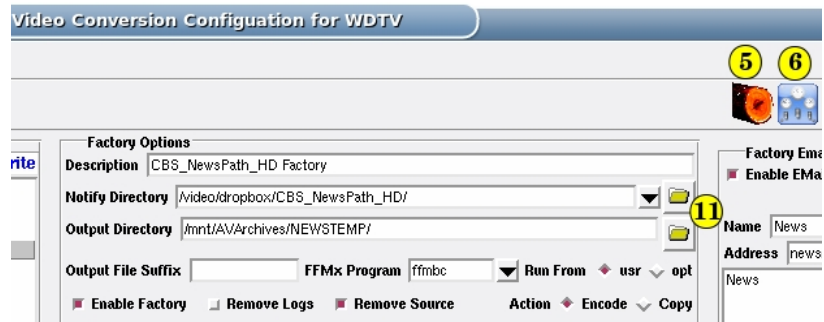 Video Conversion Configuation for WDTV
5 6
Factory Options
rite
Description CBS_NewsPath_HD Factory
Factory Ema
Enable EMa
Notify Directory /video/dropbox/CBS_NewsPath_HD/
11
Output Directory /mnt/AVArchives/NEWSTEMP/
Name News
Address news
Output File Suffix FFMx Program ffmbc Run From usr opt
News
Enable Factory Remove Logs Remove Source Action Encode Copy